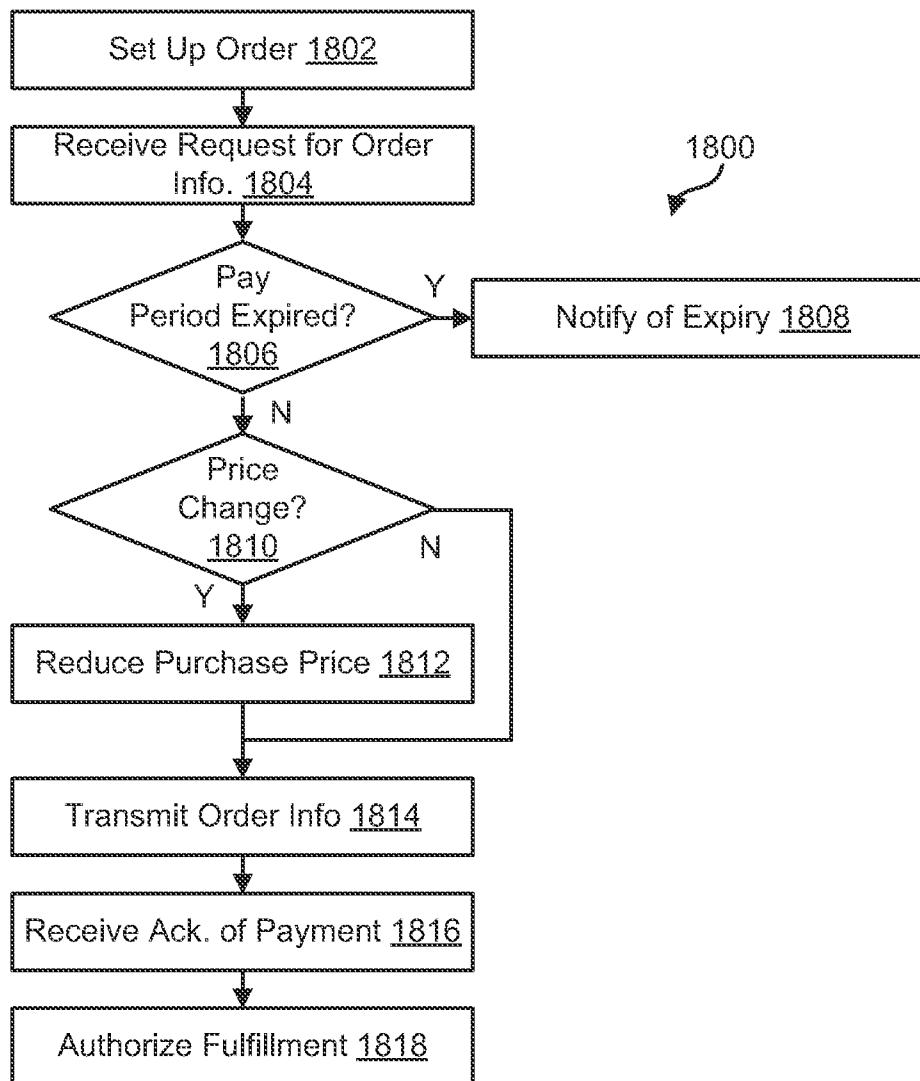 Set Up Order 1802
Receive Request for Order
Info. 1804
1800
Pay
Period Expired?
1806
Y
Notify of Expiry 1808
N
Price
Change?
1810
N
Y
Reduce Purchase Price 1812
Transmit Order Info 1814
Receive Ack. of Payment 1816
Authorize Fulfillment 1818